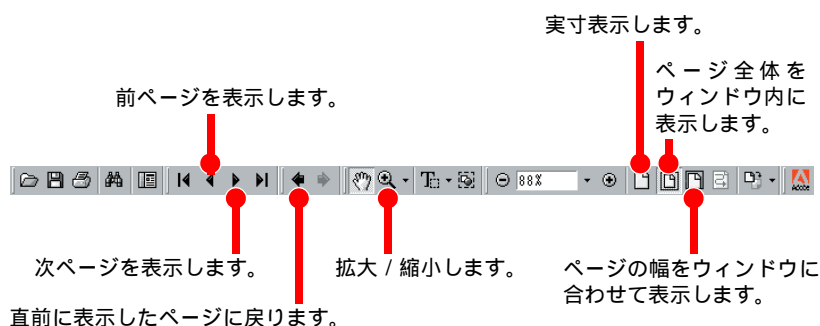 実寸表示します。
ページ全体を
ウィンドウ内に
表示します。
前ページを表示します。
88%
Adobe
次ページを表示します。
拡大 / 縮小します。
ページの幅をウィンドウに
合わせて表示します。
直前に表示したページに戻ります。